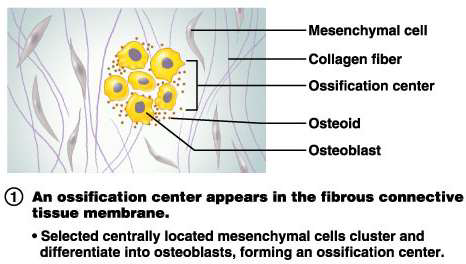 Mesenchymal cell
Collagen fiber
Ossification center
Osteoid
Osteoblast
1 An ossification center appears in the fibrous connective
tissue membrane.
• Selected centrally located mesenchymal cells cluster and
differentiate into osteoblasts, forming an ossification center.